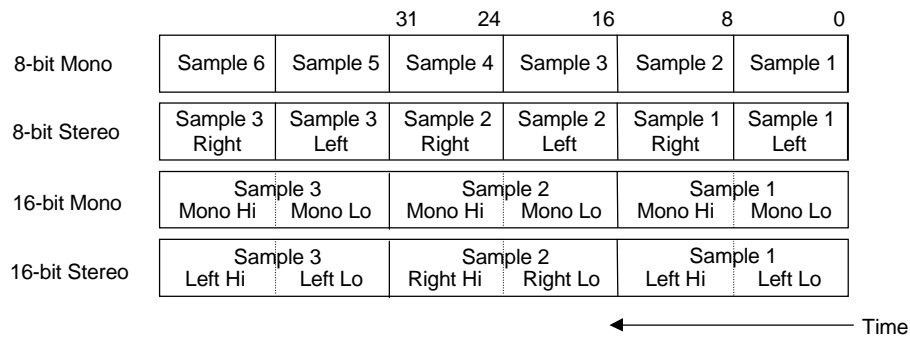 31 24 16 8 0
8-bit Mono Sample 6 Sample 5 Sample 4 Sample 3 Sample 2 Sample 1
8-bit Stereo
Sample 3 Sample 3 Sample 2 Sample 2 Sample 1 Sample 1
Right Left Right Left Right Left
16-bit Mono
Sample 3 Sample 2 Sample 1
Mono Hi Mono Lo Mono Hi Mono Lo Mono Hi Mono Lo
16-bit Stereo
Sample 3 Sample 2 Sample 1
Left Hi Left Lo Right Hi Right Lo Left Hi Left Lo
Time